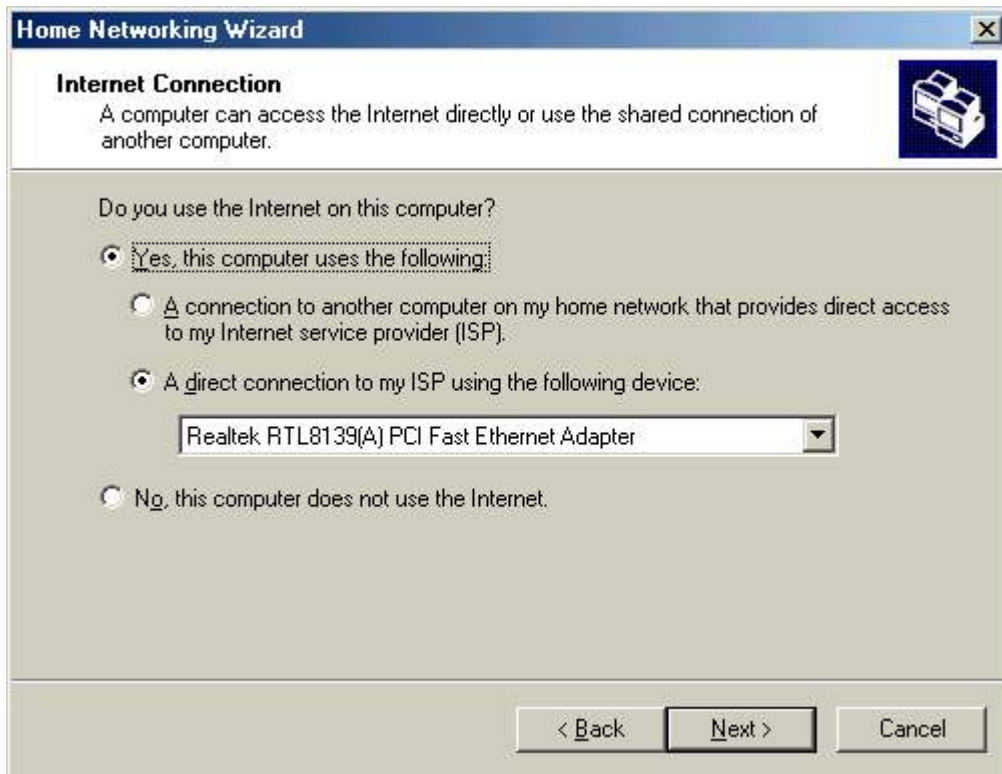 Home Networking Wizard
Internet Connection
A computer can access the Internet directly or use the shared connection of
another computer.
Do you use the Internet on this computer?
Yes, this computer uses the following:
A connection to another computer on my home network that provides direct access
to my Internet service provider (ISP).
A direct connection to my ISP using the following device:
Realtek RTL8139(A) PCI Fast Ethernet Adapter
No, this computer does not use the Internet.
< Back Next > Cancel